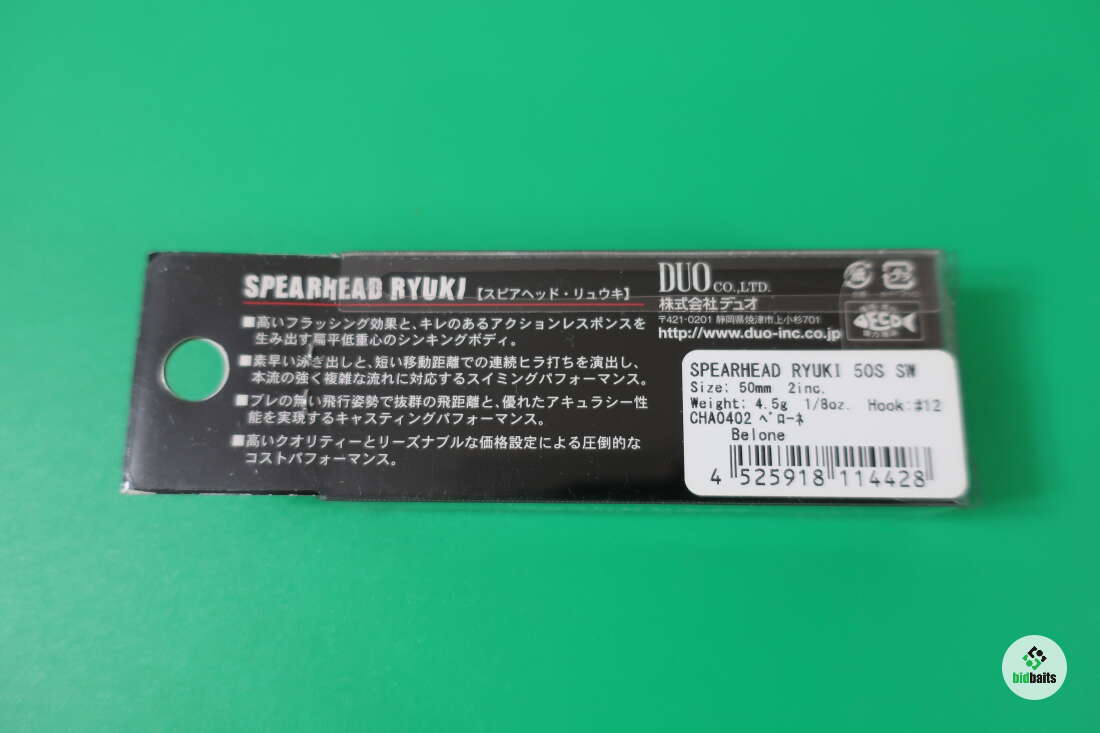 SPEARHEAD RYUKI 【スピアヘッド・リュウキ】
■高いフラッシング効果と、キレのあるアクションレスポンスを
生み出す扁平低重心のシンキングボディ。
■素早い泳ぎ出しと、短い移動距離での連続ヒラ打ちを演出し、
本流の強く複雑な流れに対応するスイミングパフォーマンス。
■ブレの無い飛行姿勢で抜群の飛距離と、優れたアキュラシー性
能を実現するキャスティングパフォーマンス。
■高いクオリティーとリーズナブルな価格設定による圧倒的な
コストパフォーマンス。
DUO CO.,LTD.
株式会社デュオ
〒421-0201 静岡県焼津市上小杉701
http://www.duo-inc.co.jp
紙
プラ
ECO
SPEARHEAD RYUKI 50S SW
Size: 50mm 2inc.
Weight: 4.5g 1/8oz. Hook:#12
CHA0402 ベローネ
Belone
4 525918 114428
bidbaits